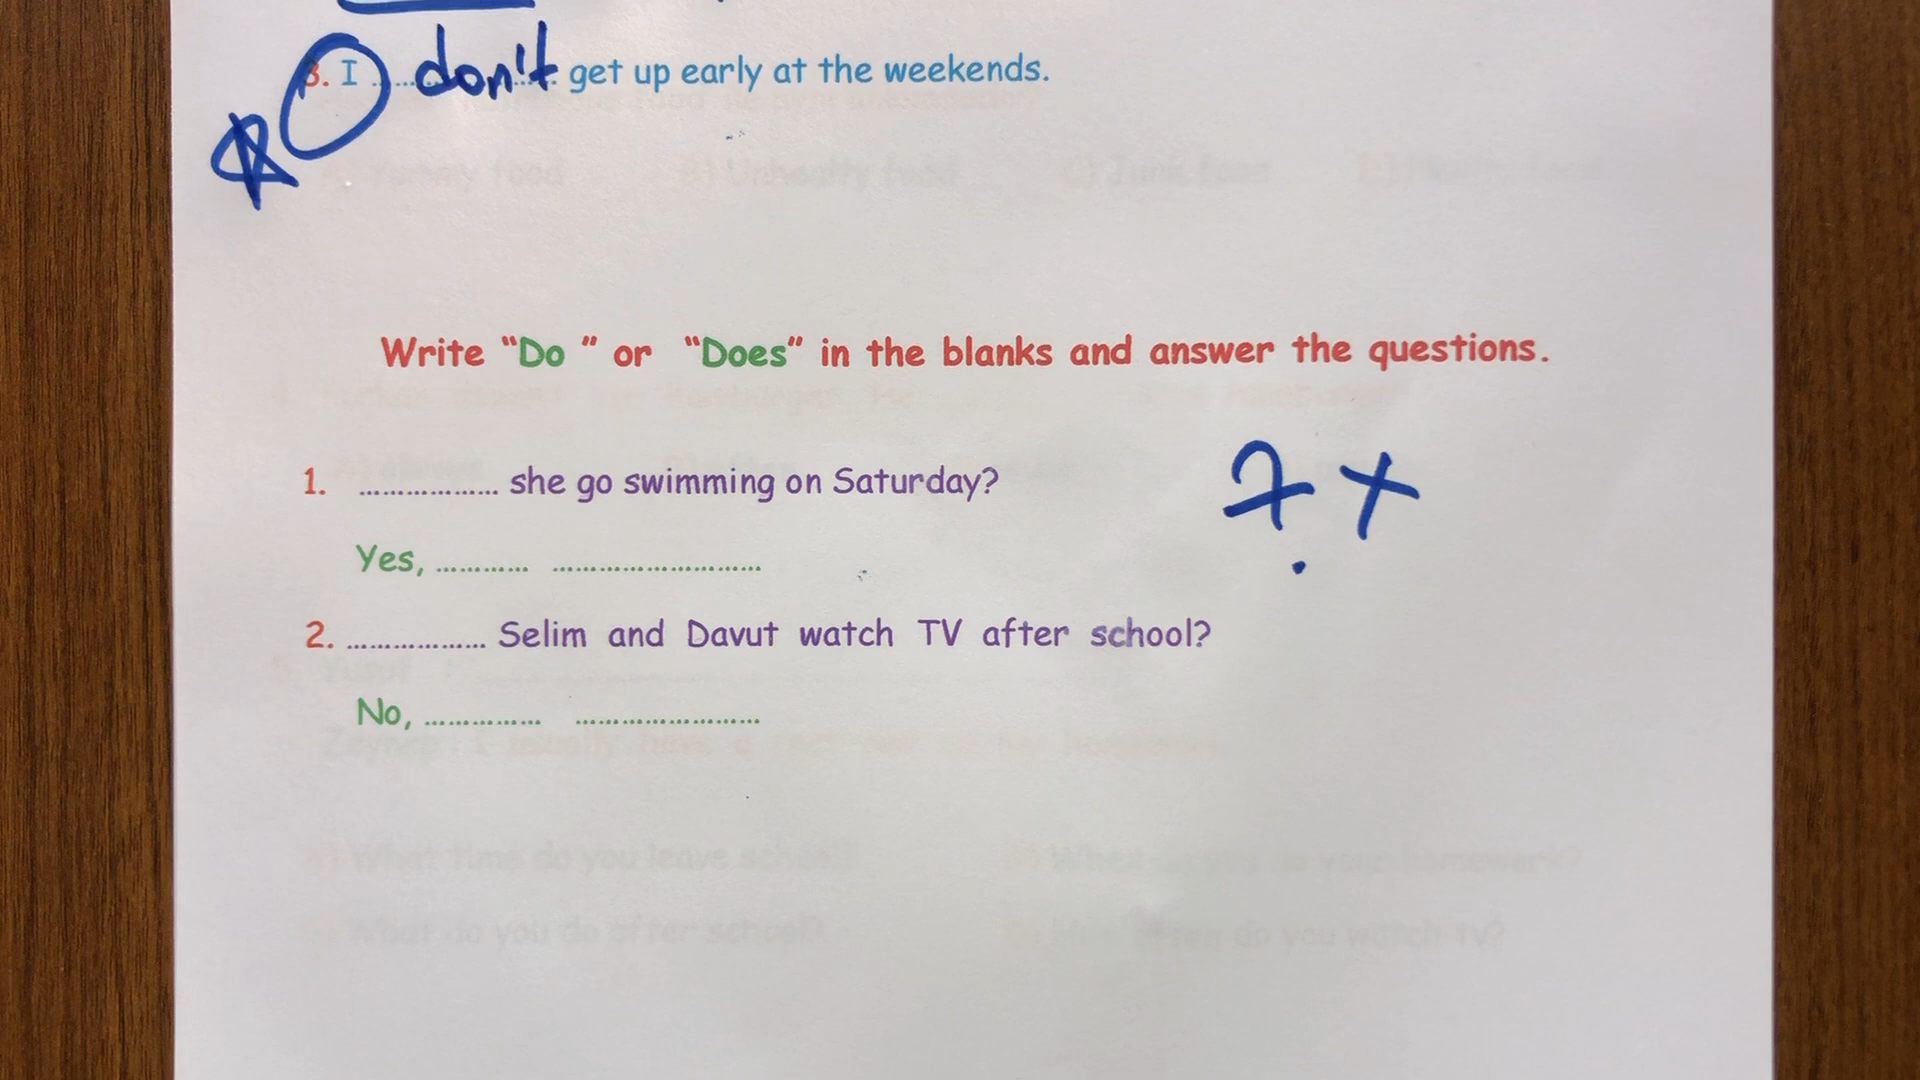 3. I ........ don't get up early at the weekends.
Write "Do " or "Does" in the blanks and answer the questions.
1. .................. she go swimming on Saturday?
Yes, ............ ...........................
2. .................. Selim and Davut watch TV after school?
No, ............... ........................